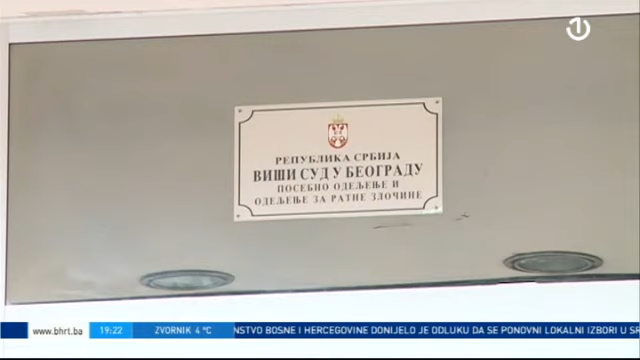 РЕПУБЛИКА СРБИЈА
ВИШИ СУД У БЕОГРАДУ
ПОСЕБНО ОДЕЉЕЊЕ И
ОДЕЉЕЊЕ ЗА РАТНЕ ЗЛОЧИНЕ
www.bhrt.ba 19:22 ZVORNIK 4 °C NSTVO BOSNE I HERCEGOVINE DONIJELO JE ODLUKU DA SE PONOVNI LOKALNI IZBORI U SR